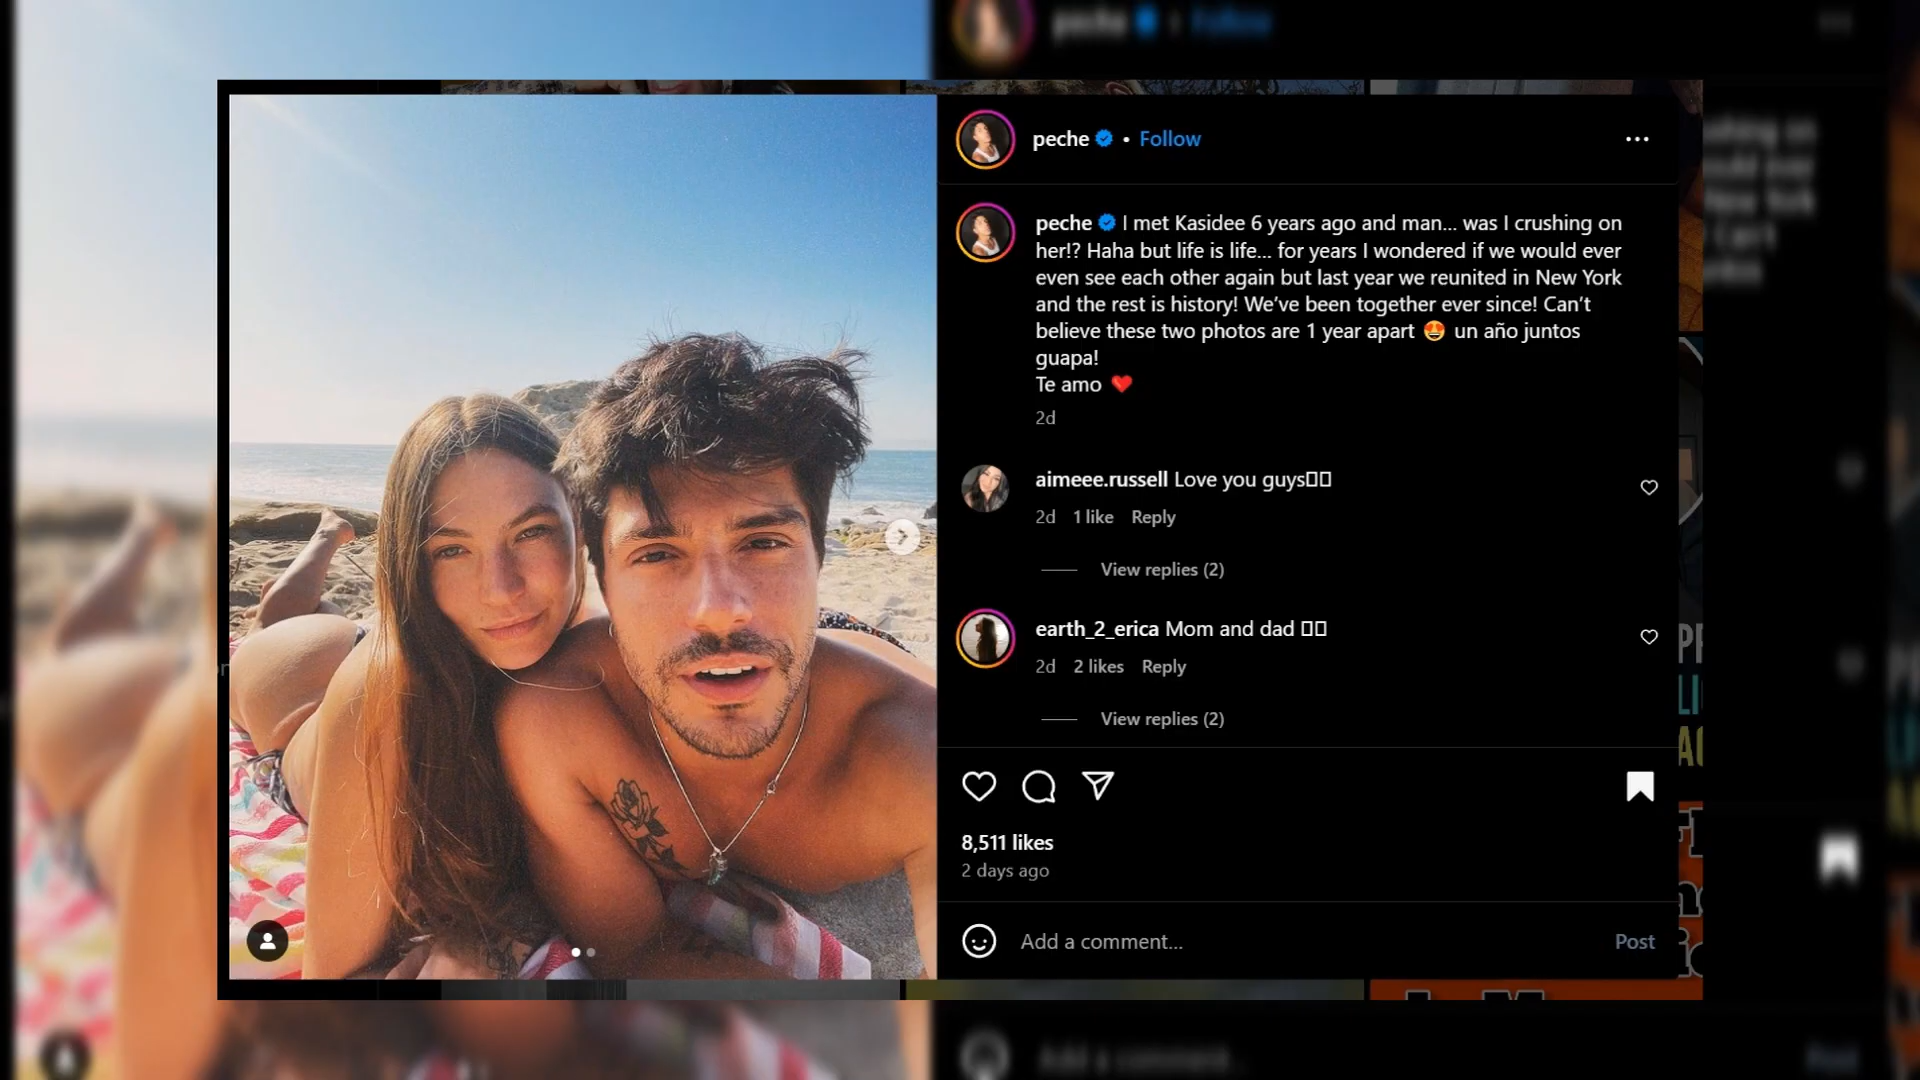 peche • Follow
peche I met Kasidee 6 years ago and man... was I crushing on
her!? Haha but life is life... for years I wondered if we would ever
even see each other again but last year we reunited in New York
and the rest is history! We’ve been together ever since! Can’t
believe these two photos are 1 year apart 🤩 un año juntos
guapa!
Te amo ❤️
2d
aimeee.russell Love you guys
2d 1 like Reply
View replies (2)
earth_2_erica Mom and dad
2d 2 likes Reply
View replies (2)
8,511 likes
2 days ago
Add a comment...
Post